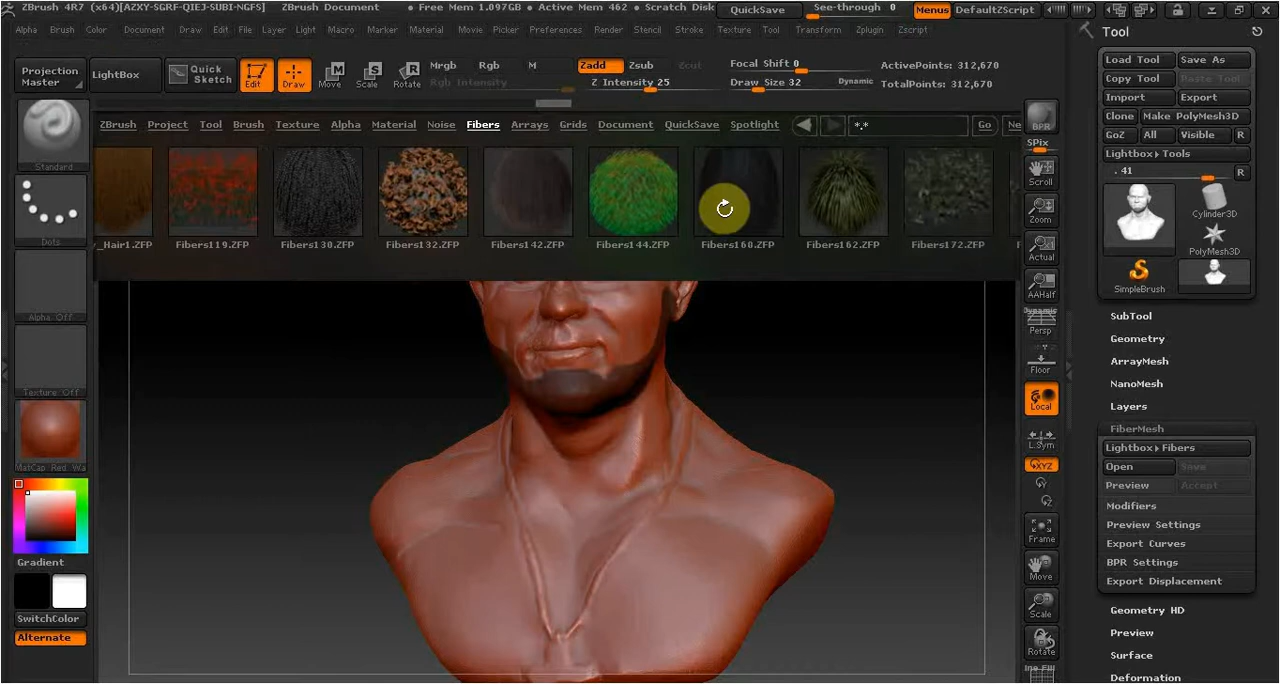 ZBrush 4R7 (x64)[AZXY-SGRF-QIEJ-SUBI-NGFS] ZBrush Document • Free Mem 1.097GB • Active Mem 462 • Scratch Disk QuickSave See-through 0 Menus DefaultZScript
Alpha Brush Color Document Draw Edit File Layer Light Macro Marker Material Movie Picker Preferences Render Stencil Stroke Texture Tool Transform Zplugin Zscript
Tool
Projection Master
LightBox
Quick Sketch
Edit
Draw
Move
Scale
Rotate
Mrgb Rgb M
Rgb Intensity
Zadd Zsub Zcut
Z Intensity 25
Focal Shift 0
Draw Size 32 Dynamic
ActivePoints: 312,670
TotalPoints: 312,670
ZBrush Project Tool Brush Texture Alpha Material Noise Fibers Arrays Grids Document QuickSave Spotlight *.* Go Ne
_Hair1.ZFP Fibers119.ZFP Fibers130.ZFP Fibers132.ZFP Fibers142.ZFP Fibers144.ZFP Fibers160.ZFP Fibers162.ZFP Fibers172.ZFP
Standard
Dots
Alpha Off
Texture Off
MatCap Red Wa
Gradient
SwitchColor
Alternate
BPR
SPix
Scroll
Zoom
Actual
AAHalf
Dynamic
Persp
Floor
Local
L.Sym
XYZ
Y
Z
Frame
Move
Scale
Rotate
Line Fill
Load Tool Save As
Copy Tool Paste Tool
Import Export
Clone Make PolyMesh3D
GoZ All Visible R
Lightbox▸Tools
. 41 R
Cylinder3D
PolyMesh3D
SimpleBrush
SubTool
Geometry
ArrayMesh
NanoMesh
Layers
FiberMesh
Lightbox▸Fibers
Open Save
Preview Accept
Modifiers
Preview Settings
Export Curves
BPR Settings
Export Displacement
Geometry HD
Preview
Surface
Deformation